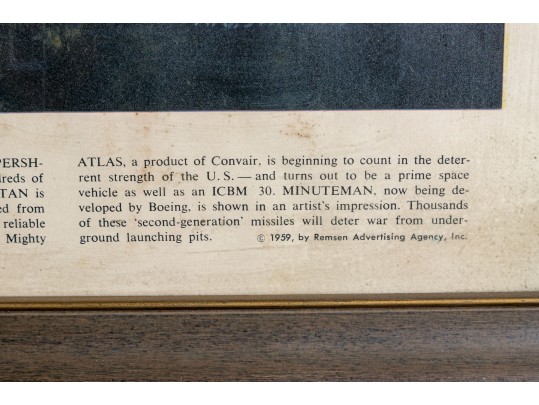 PERSH-
reds of
TAN is
ed from
reliable
Mighty
ATLAS, a product of Convair, is beginning to count in the deter-
rent strength of the U. S. — and turns out to be a prime space
vehicle as well as an ICBM 30. MINUTEMAN, now being de-
veloped by Boeing, is shown in an artist's impression. Thousands
of these 'second-generation' missiles will deter war from under-
ground launching pits. © 1959, by Remsen Advertising Agency, Inc.